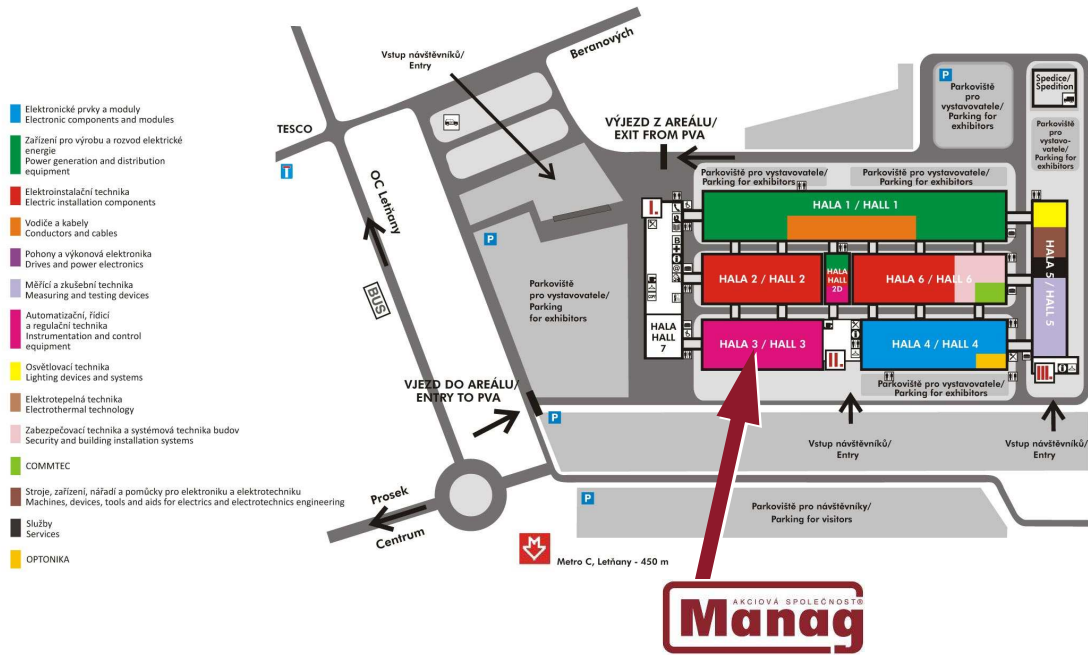 Elektronické prvky a moduly
Electronic components and modules
Zařízení pro výrobu a rozvod elektrické
energie
Power generation and distribution
equipment
Elektroinstalační technika
Electric installation components
Vodiče a kabely
Conductors and cables
Pohony a výkonová elektronika
Drives and power electronics
Měřící a zkušební technika
Measuring and testing devices
Automatizační, řídicí
a regulační technika
Instrumentation and control
equipment
Osvětlovací technika
Lighting devices and systems
Elektrotepelná technika
Electrothermal technology
Zabezpečovací technika a systémová technika budov
Security and building installation systems
COMMTEC
Stroje, zařízení, nářadí a pomůcky pro elektroniku a elektrotechniku
Machines, devices, tools and aids for electrics and electrotechnics engineering
Služby
Services
OPTONIKA
Vstup návštěvníků/
Entry
Beranových
TESCO
T
OC Letňany
BUS
P
VÝJEZD Z AREÁLU/
EXIT FROM PVA
P
Parkoviště
pro
vystavovatele/
Parking for
exhibitors
Spedice/
Spedition
Parkoviště
pro
vystavo-
vatele/
Parking for
exhibitors
Parkoviště pro vystavovatele/
Parking for exhibitors
Parkoviště pro vystavovatele/
Parking for exhibitors
I.
HALA 1 / HALL 1
HALA 2 / HALL 2
HALA
HALL
2D
HALA 6 / HALL 6
HALA 5 / HALL 5
HALA
HALL
7
HALA 3 / HALL 3
II.
HALA 4 / HALL 4
III.
Parkoviště
pro vystavovatele/
Parking
for exhibitors
Parkoviště pro vystavovatele/
Parking for exhibitors
VJEZD DO AREÁLU/
ENTRY TO PVA
P
Vstup návštěvníků/
Entry
Vstup návštěvníků/
Entry
Prosek
Centrum
P
Parkoviště pro návštěvníky/
Parking for visitors
Metro C, Letňany - 450 m
AKCIOVÁ SPOLEČNOST®
Manag